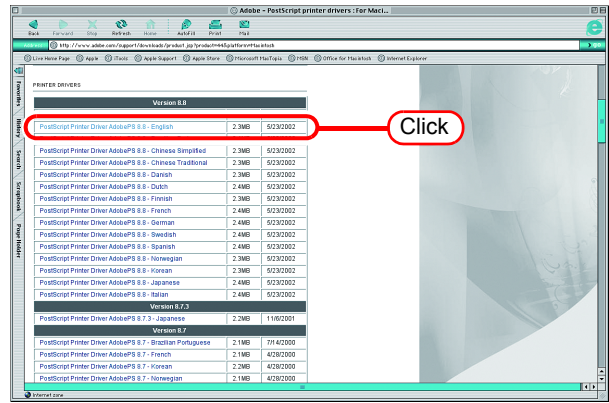 Adobe - PostScript printer drivers : For Maci...
Back Forward Stop Refresh Home AutoFill Print Mail
Address http://www.adobe.com/support/downloads/product.jsp?product=44&platform=Macintosh go
Live Home Page Apple iTools Apple Support Apple Store Microsoft MacTopia MSN Office for Macintosh Internet Explorer
Favorites
History
Search
Scrapbook
Page Holder
PRINTER DRIVERS
Version 8.8
PostScript Printer Driver AdobePS 8.8 - English 2.3MB 5/23/2002
Click
PostScript Printer Driver AdobePS 8.8 - Chinese Simplified 2.3MB 5/23/2002
PostScript Printer Driver AdobePS 8.8 - Chinese Traditional 2.3MB 5/23/2002
PostScript Printer Driver AdobePS 8.8 - Danish 2.3MB 5/23/2002
PostScript Printer Driver AdobePS 8.8 - Dutch 2.4MB 5/23/2002
PostScript Printer Driver AdobePS 8.8 - Finnish 2.3MB 5/23/2002
PostScript Printer Driver AdobePS 8.8 - French 2.4MB 5/23/2002
PostScript Printer Driver AdobePS 8.8 - German 2.4MB 5/23/2002
PostScript Printer Driver AdobePS 8.8 - Swedish 2.4MB 5/23/2002
PostScript Printer Driver AdobePS 8.8 - Spanish 2.4MB 5/23/2002
PostScript Printer Driver AdobePS 8.8 - Norwegian 2.3MB 5/23/2002
PostScript Printer Driver AdobePS 8.8 - Korean 2.3MB 5/23/2002
PostScript Printer Driver AdobePS 8.8 - Japanese 2.4MB 5/23/2002
PostScript Printer Driver AdobePS 8.8 - Italian 2.4MB 5/23/2002
Version 8.7.3
PostScript Printer Driver AdobePS 8.7.3 - Japanese 2.2MB 11/6/2001
Version 8.7
PostScript Printer Driver AdobePS 8.7 - Brazilian Portuguese 2.1MB 7/14/2000
PostScript Printer Driver AdobePS 8.7 - French 2.1MB 4/28/2000
PostScript Printer Driver AdobePS 8.7 - Korean 2.2MB 4/28/2000
PostScript Printer Driver AdobePS 8.7 - Norwegian 2.1MB 4/28/2000
Internet zone